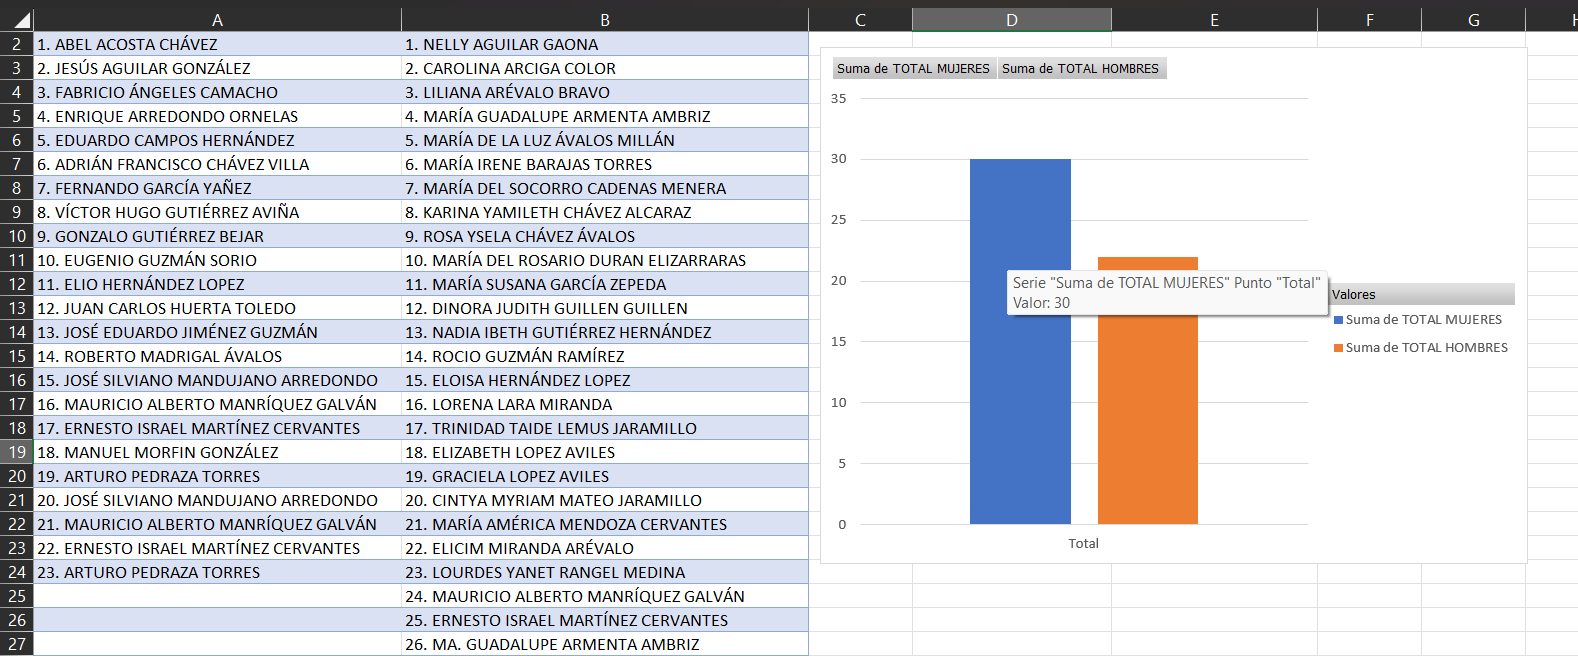 A B C D E F G H
2 1. ABEL ACOSTA CHÁVEZ 1. NELLY AGUILAR GAONA
3 2. JESÚS AGUILAR GONZÁLEZ 2. CAROLINA ARCIGA COLOR
4 3. FABRICIO ÁNGELES CAMACHO 3. LILIANA ARÉVALO BRAVO
5 4. ENRIQUE ARREDONDO ORNELAS 4. MARÍA GUADALUPE ARMENTA AMBRIZ
6 5. EDUARDO CAMPOS HERNÁNDEZ 5. MARÍA DE LA LUZ ÁVALOS MILLÁN
7 6. ADRIÁN FRANCISCO CHÁVEZ VILLA 6. MARÍA IRENE BARAJAS TORRES
8 7. FERNANDO GARCÍA YAÑEZ 7. MARÍA DEL SOCORRO CADENAS MENERA
9 8. VÍCTOR HUGO GUTIÉRREZ AVIÑA 8. KARINA YAMILETH CHÁVEZ ALCARAZ
10 9. GONZALO GUTIÉRREZ BEJAR 9. ROSA YSELA CHÁVEZ ÁVALOS
11 10. EUGENIO GUZMÁN SORIO 10. MARÍA DEL ROSARIO DURAN ELIZARRARAS
12 11. ELIO HERNÁNDEZ LOPEZ 11. MARÍA SUSANA GARCÍA ZEPEDA
13 12. JUAN CARLOS HUERTA TOLEDO 12. DINORA JUDITH GUILLEN GUILLEN
14 13. JOSÉ EDUARDO JIMÉNEZ GUZMÁN 13. NADIA IBETH GUTIÉRREZ HERNÁNDEZ
15 14. ROBERTO MADRIGAL ÁVALOS 14. ROCIO GUZMÁN RAMÍREZ
16 15. JOSÉ SILVIANO MANDUJANO ARREDONDO 15. ELOISA HERNÁNDEZ LOPEZ
17 16. MAURICIO ALBERTO MANRÍQUEZ GALVÁN 16. LORENA LARA MIRANDA
18 17. ERNESTO ISRAEL MARTÍNEZ CERVANTES 17. TRINIDAD TAIDE LEMUS JARAMILLO
19 18. MANUEL MORFIN GONZÁLEZ 18. ELIZABETH LOPEZ AVILES
20 19. ARTURO PEDRAZA TORRES 19. GRACIELA LOPEZ AVILES
21 20. JOSÉ SILVIANO MANDUJANO ARREDONDO 20. CINTYA MYRIAM MATEO JARAMILLO
22 21. MAURICIO ALBERTO MANRÍQUEZ GALVÁN 21. MARÍA AMÉRICA MENDOZA CERVANTES
23 22. ERNESTO ISRAEL MARTÍNEZ CERVANTES 22. ELICIM MIRANDA ARÉVALO
24 23. ARTURO PEDRAZA TORRES 23. LOURDES YANET RANGEL MEDINA
25 24. MAURICIO ALBERTO MANRÍQUEZ GALVÁN
26 25. ERNESTO ISRAEL MARTÍNEZ CERVANTES
27 26. MA. GUADALUPE ARMENTA AMBRIZ
Suma de TOTAL MUJERES Suma de TOTAL HOMBRES
35
30
25
20
15
10
5
0
Total
Serie "Suma de TOTAL MUJERES" Punto "Total"
Valor: 30
Valores
Suma de TOTAL MUJERES
Suma de TOTAL HOMBRES